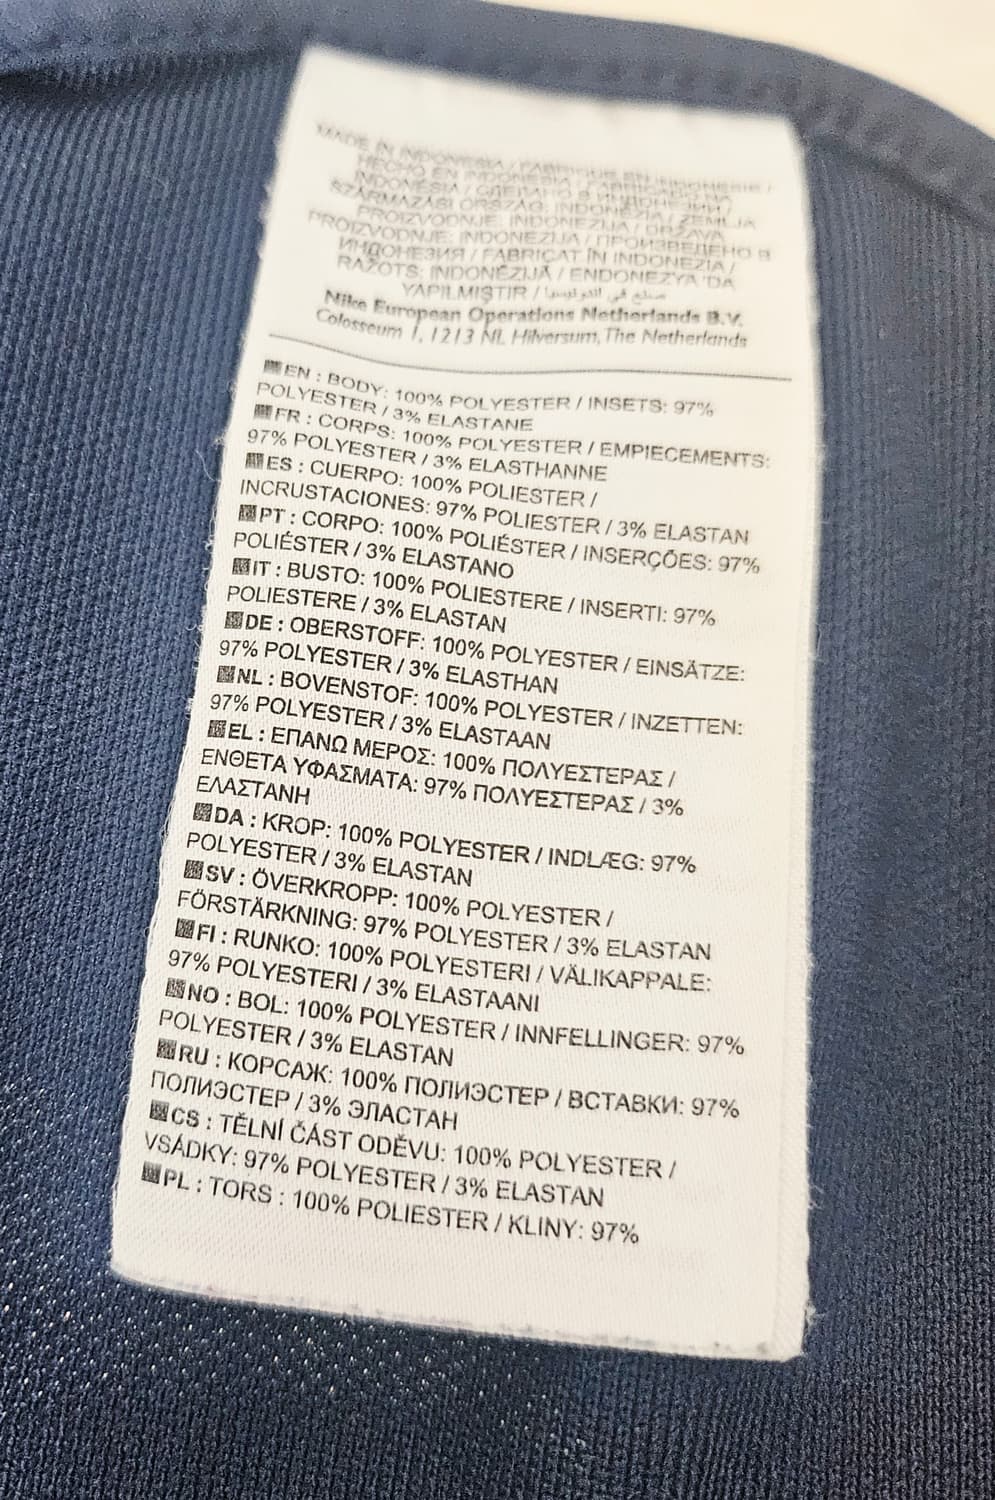 MADE IN INDONESIA / FABRIQUE EN INDONESIE /
HECHO EN INDONESIA /
INDONÉSIA / СДЕЛАНО В ИНДОНЕЗИИ /
SZÁRMAZÁSI ORSZÁG: INDONÉZIA / ZEMLJA
PROIZVODNJE: INDONEZIJA / DRŽAVA
PROIZVODNJE: INDONEZIJA / ПРОИЗВЕДЕНО В
ИНДОНЕЗИЯ / FABRICAT ÎN INDONEZIA /
RAŽOTS: INDONĒZIJĀ / ENDONEZYA'DA
YAPILMIŞTIR / صنع في اندونيسيا
Nike European Operations Netherlands B.V.
Colosseum 1, 1213 NL Hilversum, The Netherlands
EN : BODY: 100% POLYESTER / INSETS: 97%
POLYESTER / 3% ELASTANE
FR : CORPS: 100% POLYESTER / EMPIECEMENTS:
97% POLYESTER / 3% ELASTHANNE
ES : CUERPO: 100% POLIESTER /
INCRUSTACIONES: 97% POLIESTER / 3% ELASTAN
PT : CORPO: 100% POLIÉSTER / INSERÇÕES: 97%
POLIÉSTER / 3% ELASTANO
IT : BUSTO: 100% POLIESTERE / INSERTI: 97%
POLIESTERE / 3% ELASTAN
DE : OBERSTOFF: 100% POLYESTER / EINSÄTZE:
97% POLYESTER / 3% ELASTHAN
NL : BOVENSTOF: 100% POLYESTER / INZETTEN:
97% POLYESTER / 3% ELASTAAN
EL : ΕΠΑΝΩ ΜΕΡΟΣ: 100% ΠΟΛΥΕΣΤΕΡΑΣ /
ΕΝΘΕΤΑ ΥΦΑΣΜΑΤΑ: 97% ΠΟΛΥΕΣΤΕΡΑΣ / 3%
ΕΛΑΣΤΑΝΗ
DA : KROP: 100% POLYESTER / INDLÆG: 97%
POLYESTER / 3% ELASTAN
SV : ÖVERKROPP: 100% POLYESTER /
FÖRSTÄRKNING: 97% POLYESTER / 3% ELASTAN
FI : RUNKO: 100% POLYESTERI / VÄLIKAPPALE:
97% POLYESTERI / 3% ELASTAANI
NO : BOL: 100% POLYESTER / INNFELLINGER: 97%
POLYESTER / 3% ELASTAN
RU : КОРСАЖ: 100% ПОЛИЭСТЕР / ВСТАВКИ: 97%
ПОЛИЭСТЕР / 3% ЭЛАСТАН
CS : TĚLNÍ ČÁST ODĚVU: 100% POLYESTER /
VSÁDKY: 97% POLYESTER / 3% ELASTAN
PL : TORS : 100% POLIESTER / KLINY: 97%